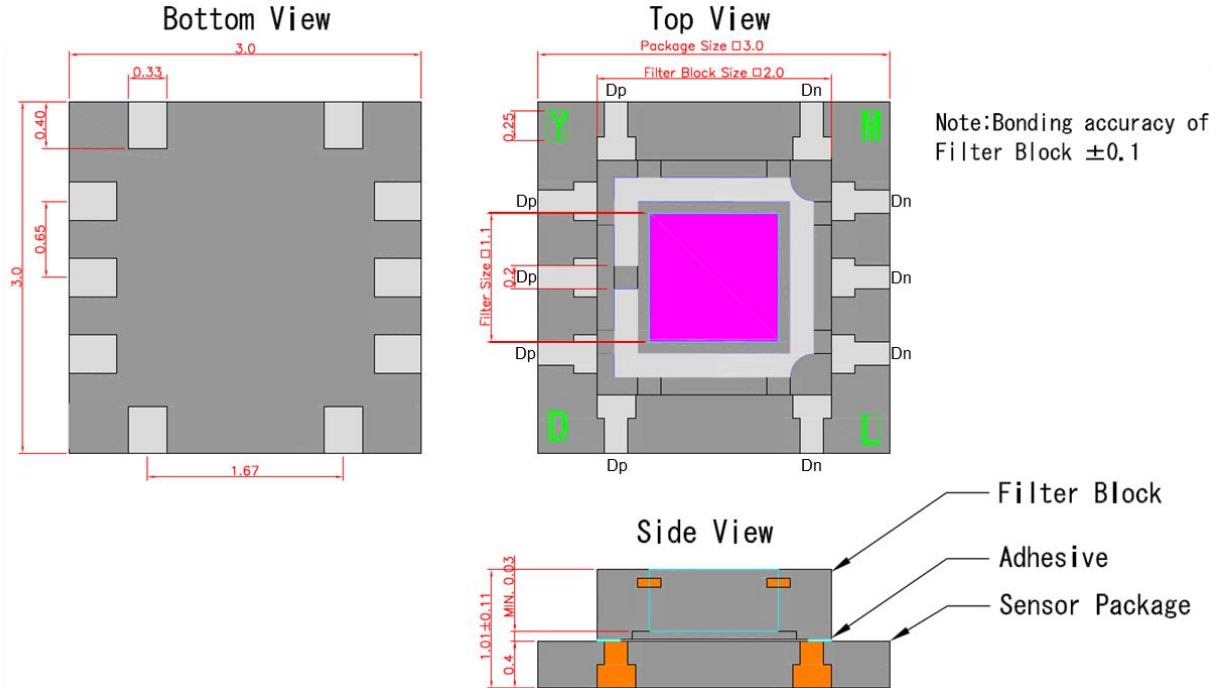 Bottom View
3.0
0.33
0.40
0.65
3.0
1.67
Top View
Package Size □3.0
Filter Block Size □2.0
Dp Dn
0.25
Y M
Dp Dn
Filter Size □1.1
0.2
Dp Dn
Dp Dn
D L
Dp Dn
Note:Bonding accuracy of
Filter Block ±0.1
Side View
1.01±0.11
MIN. 0.03
0.4
Filter Block
Adhesive
Sensor Package